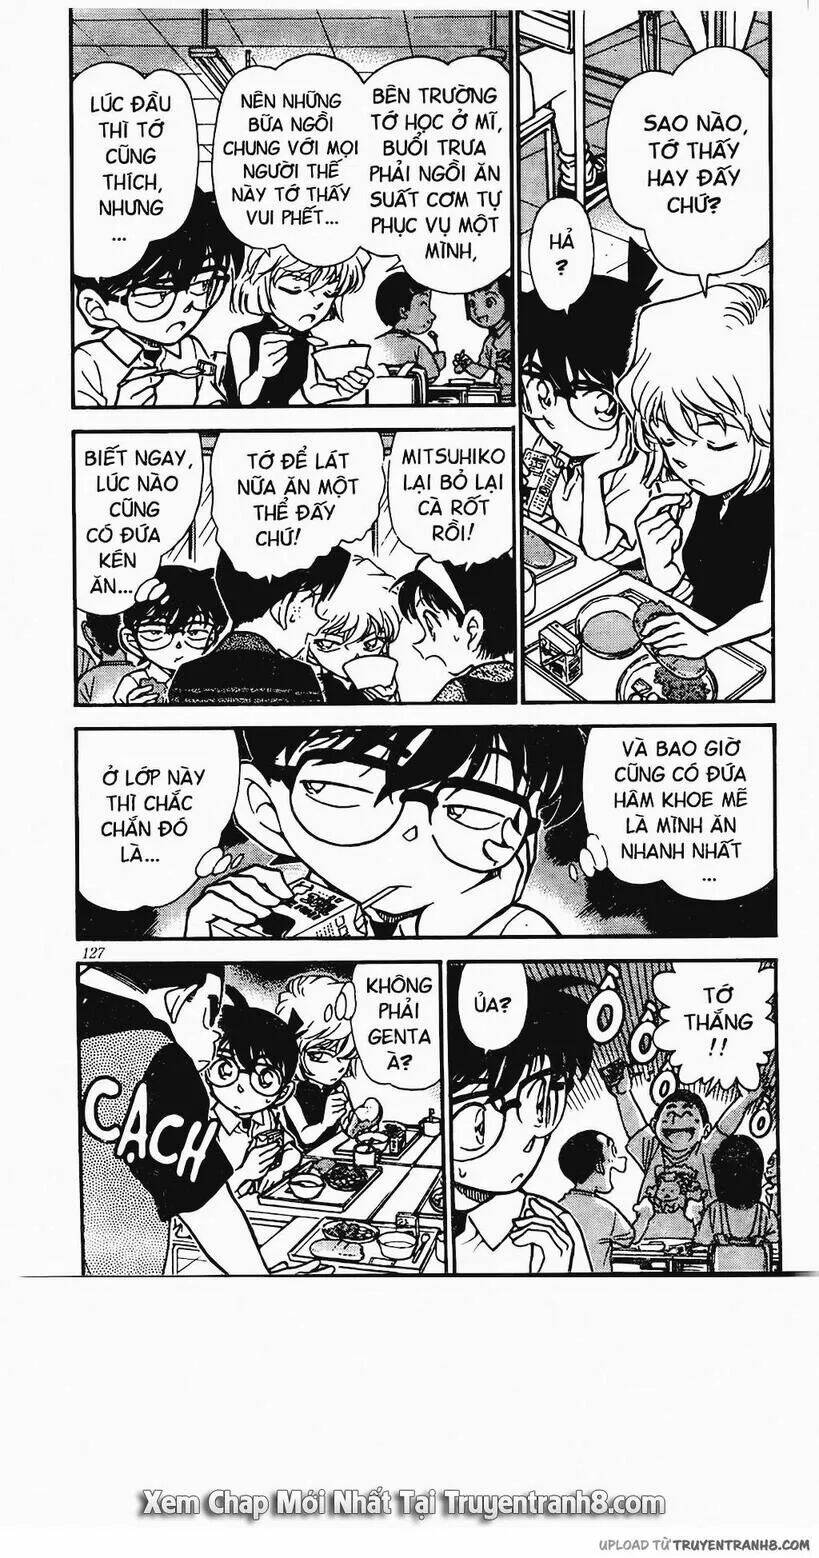 SAO NÀO,
TỚ THẤY
HAY ĐẤY
CHỨ?
HẢ
?
BÊN TRƯỜNG
TỚ HỌC Ở MĨ,
BUỔI TRƯA
PHẢI NGỒI ĂN
SUẤT CƠM TỰ
PHỤC VỤ MỘT
MÌNH,
NÊN NHỮNG
BỮA NGỒI
CHUNG VỚI MỌI
NGƯỜI THẾ
NÀY TỚ THẤY
VUI PHẾT...
LÚC ĐẦU
THÌ TỚ
CŨNG
THÍCH,
NHƯNG
...
MITSUHIKO
LẠI BỎ LẠI
CÀ RỐT
RỒI!
TỚ ĐỂ LÁT
NỮA ĂN MỘT
THỂ ĐẤY
CHỨ!
BIẾT NGAY,
LÚC NÀO
CŨNG
CÓ ĐỨA
KÉN
ĂN...
VÀ BAO GIỜ
CŨNG CÓ ĐỨA
HÂM KHOE MẼ
LÀ MÌNH ĂN
NHANH NHẤT
...
Ở LỚP NÀY
THÌ CHẮC
CHẮN ĐÓ
LÀ...
127
TỚ
THẮNG
!!
ỦA?
KHÔNG
PHẢI
GENTA
À?
CẠCH
Xem Chap Mới Nhất Tại Truyentranh8.com
UPLOAD TỪ TRUYENTRANH8.COM